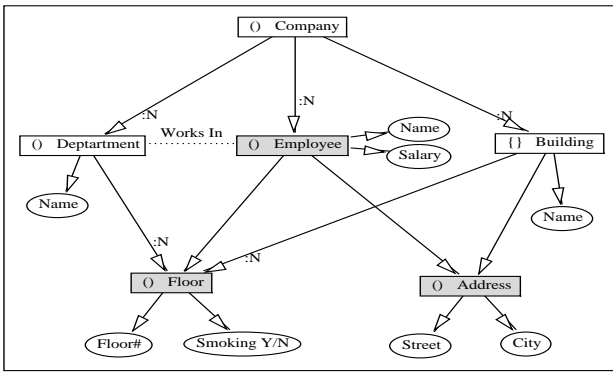 () Company
:N
:N
:N
Works In
() Deptartment
() Employee
Name
Salary
{} Building
Name
Name
:N
:N
() Floor
() Address
Floor#
Smoking Y/N
Street
City